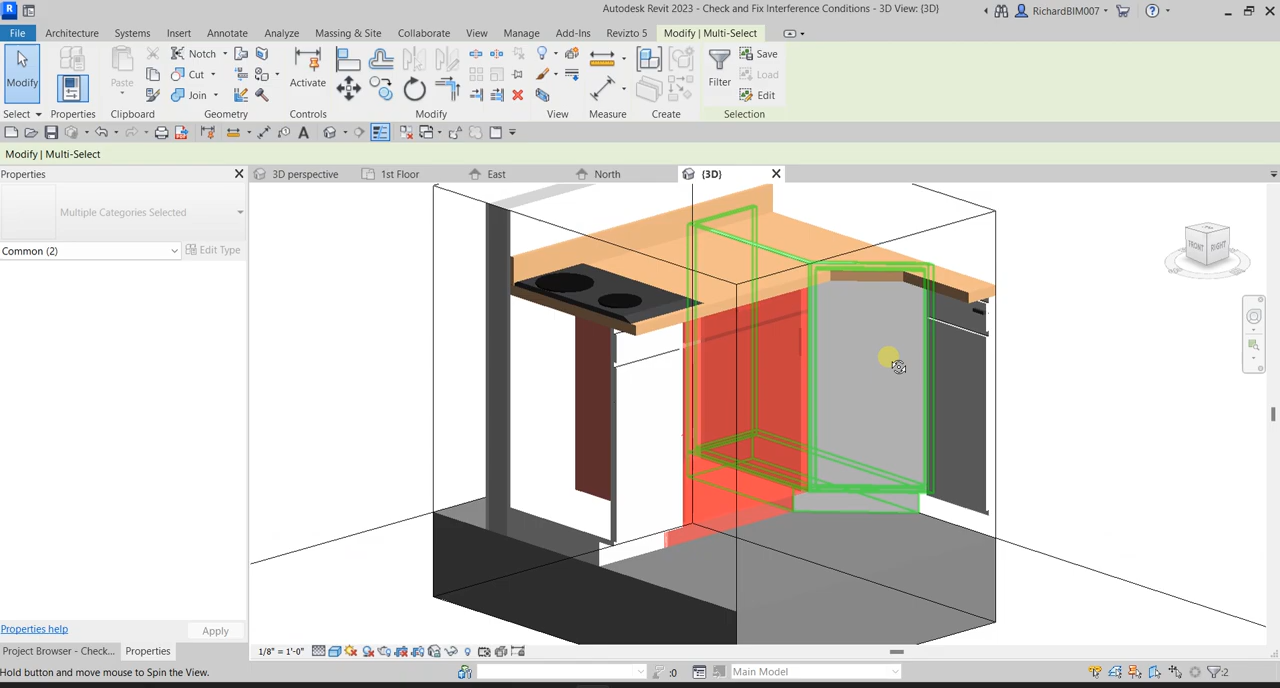 Autodesk Revit 2023 - Check and Fix Interference Conditions - 3D View: {3D}
RichardBIM007
File Architecture Systems Insert Annotate Analyze Massing & Site Collaborate View Manage Add-Ins Revizto 5 Modify | Multi-Select
Modify
Paste
Notch
Cut
Join
Activate
Filter
Save
Load
Edit
Select Properties Clipboard Geometry Controls Modify View Measure Create Selection
Modify | Multi-Select
Properties
3D perspective 1st Floor East North {3D}
Multiple Categories Selected
Common (2) Edit Type
FRONT RIGHT
Properties help Apply
Project Browser - Check... Properties
1/8" = 1'-0"
Hold button and move mouse to Spin the View.
:0 Main Model :2